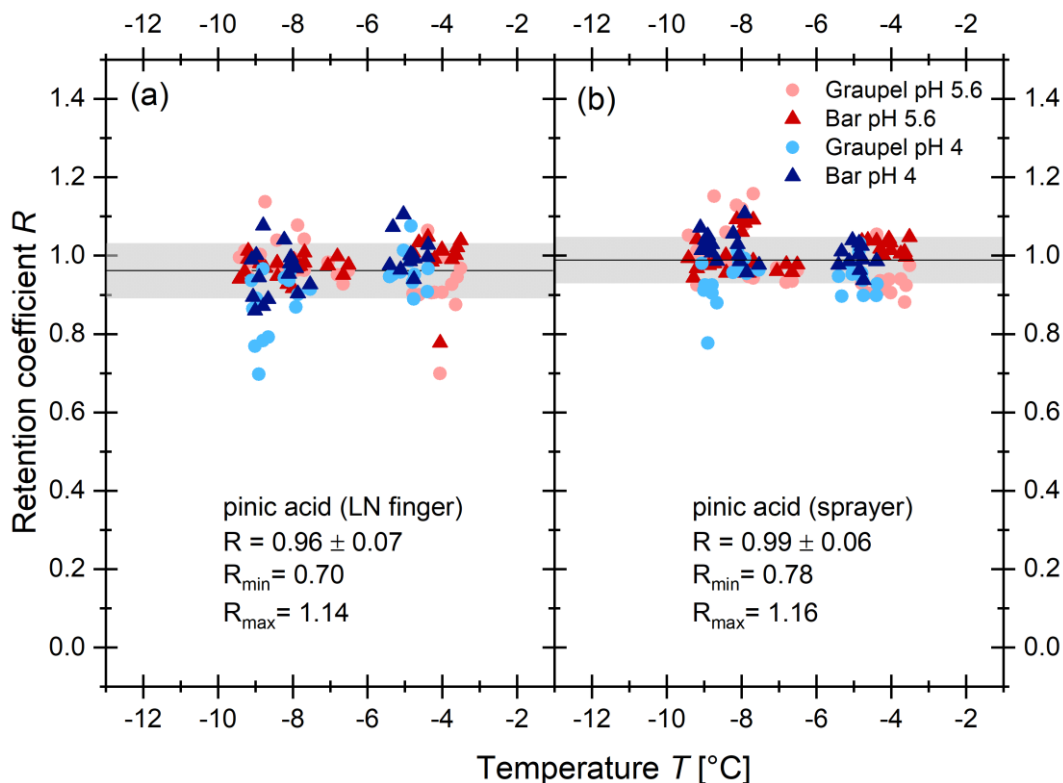 -12 -10 -8 -6 -4 -2 -12 -10 -8 -6 -4 -2
(a)
(b)
Graupel pH 5.6
Bar pH 5.6
Graupel pH 4
Bar pH 4
1.4 1.4
1.2 1.2
1.0 1.0
0.8 0.8
0.6 0.6
0.4 0.4
0.2 0.2
0.0 0.0
Retention coefficient R
pinic acid (LN finger)
R = 0.96 ± 0.07
Rmin= 0.70
Rmax= 1.14
pinic acid (sprayer)
R = 0.99 ± 0.06
Rmin= 0.78
Rmax= 1.16
-12 -10 -8 -6 -4 -2 -12 -10 -8 -6 -4 -2
Temperature T [°C]